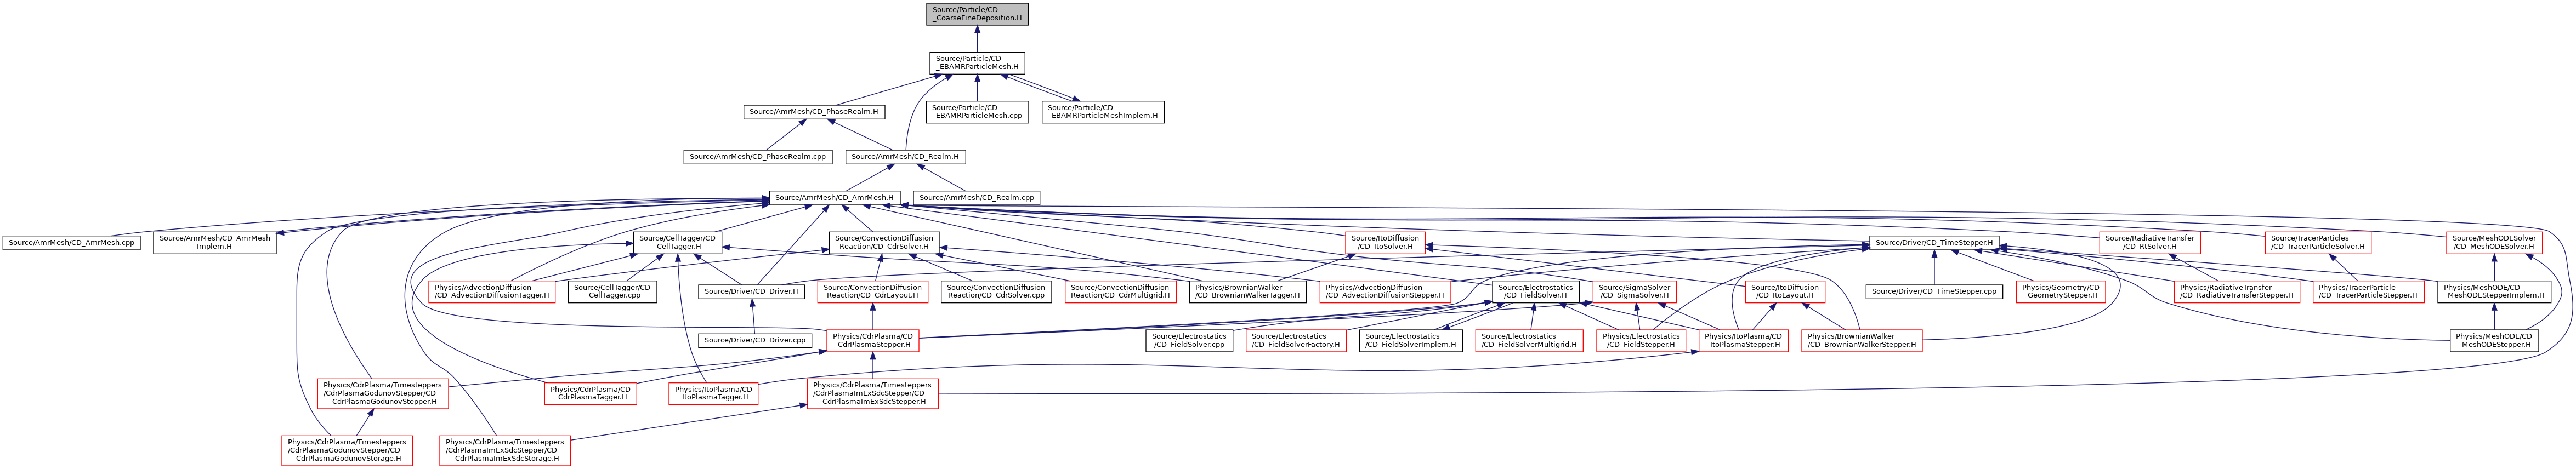 Source/Particle/CD
_CoarseFineDeposition.H
Source/Particle/CD
_EBAMRParticleMesh.H
Source/AmrMesh/CD_PhaseRealm.H
Source/Particle/CD
_EBAMRParticleMesh.cpp
Source/Particle/CD
_EBAMRParticleMeshImplem.H
Source/AmrMesh/CD_PhaseRealm.cpp
Source/AmrMesh/CD_Realm.H
Source/AmrMesh/CD_AmrMesh.H
Source/AmrMesh/CD_Realm.cpp
Source/AmrMesh/CD_AmrMesh.cpp
Source/AmrMesh/CD_AmrMesh
Implem.H
Source/CellTagger/CD
_CellTagger.H
Source/ConvectionDiffusion
Reaction/CD_CdrSolver.H
Source/ItoDiffusion
/CD_ItoSolver.H
Source/Driver/CD_TimeStepper.H
Source/RadiativeTransfer
/CD_RtSolver.H
Source/TracerParticles
/CD_TracerParticleSolver.H
Source/MeshODESolver
/CD_MeshODESolver.H
Physics/AdvectionDiffusion
/CD_AdvectionDiffusionTagger.H
Source/CellTagger/CD
_CellTagger.cpp
Source/Driver/CD_Driver.H
Source/ConvectionDiffusion
Reaction/CD_CdrLayout.H
Source/ConvectionDiffusion
Reaction/CD_CdrSolver.cpp
Source/ConvectionDiffusion
Reaction/CD_CdrMultigrid.H
Physics/BrownianWalker
/CD_BrownianWalkerTagger.H
Physics/AdvectionDiffusion
/CD_AdvectionDiffusionStepper.H
Source/Electrostatics
/CD_FieldSolver.H
Source/SigmaSolver
/CD_SigmaSolver.H
Source/ItoDiffusion
/CD_ItoLayout.H
Source/Driver/CD_TimeStepper.cpp
Physics/Geometry/CD
_GeometryStepper.H
Physics/RadiativeTransfer
/CD_RadiativeTransferStepper.H
Physics/TracerParticle
/CD_TracerParticleStepper.H
Physics/MeshODE/CD
_MeshODEStepperImplem.H
Source/Driver/CD_Driver.cpp
Physics/CdrPlasma/CD
_CdrPlasmaStepper.H
Source/Electrostatics
/CD_FieldSolver.cpp
Source/Electrostatics
/CD_FieldSolverFactory.H
Source/Electrostatics
/CD_FieldSolverImplem.H
Source/Electrostatics
/CD_FieldSolverMultigrid.H
Physics/Electrostatics
/CD_FieldStepper.H
Physics/ItoPlasma/CD
_ItoPlasmaStepper.H
Physics/BrownianWalker
/CD_BrownianWalkerStepper.H
Physics/MeshODE/CD
_MeshODEStepper.H
Physics/CdrPlasma/Timesteppers
/CdrPlasmaGodunovStepper/CD
_CdrPlasmaGodunovStepper.H
Physics/CdrPlasma/CD
_CdrPlasmaTagger.H
Physics/ItoPlasma/CD
_ItoPlasmaTagger.H
Physics/CdrPlasma/Timesteppers
/CdrPlasmaImExSdcStepper/CD
_CdrPlasmaImExSdcStepper.H
Physics/CdrPlasma/Timesteppers
/CdrPlasmaGodunovStepper/CD
_CdrPlasmaGodunovStorage.H
Physics/CdrPlasma/Timesteppers
/CdrPlasmaImExSdcStepper/CD
_CdrPlasmaImExSdcStorage.H